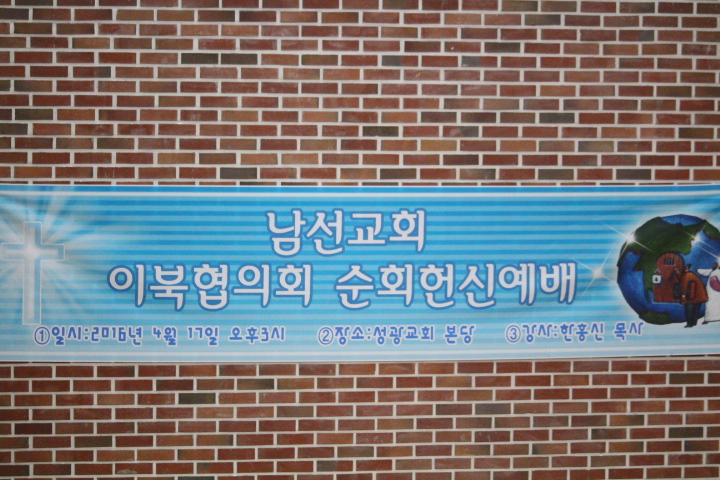 남선교회
이북협의회 순회헌신예배
①일시:2016년 4월 17일 오후3시 ②장소:성광교회 본당 ③강사:한홍신 목사